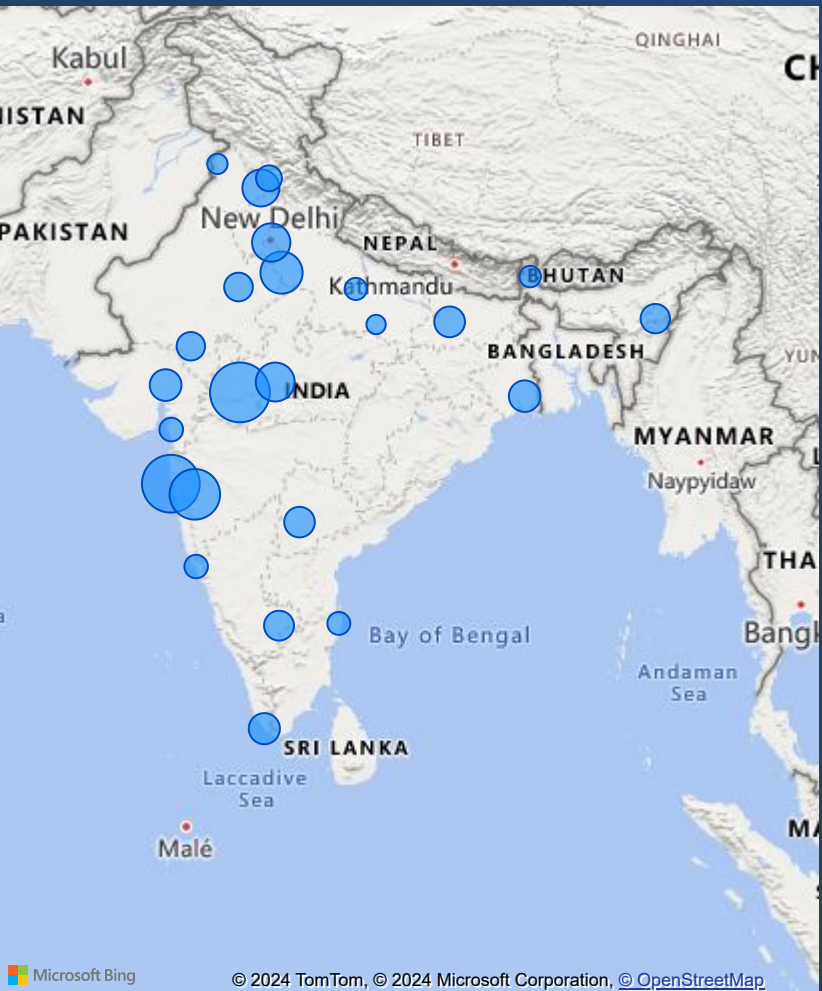 QINGHAI
Kabul
CH
NISTAN
TIBET
New Delhi
PAKISTAN
NEPAL
BHUTAN
Kathmandu
BANGLADESH
YUN
INDIA
MYANMAR
Naypyidaw
THA
Bangk
Bay of Bengal
Andaman
Sea
SRI LANKA
Laccadive
Sea
MA
Malé
Microsoft Bing
© 2024 TomTom, © 2024 Microsoft Corporation, © OpenStreetMap